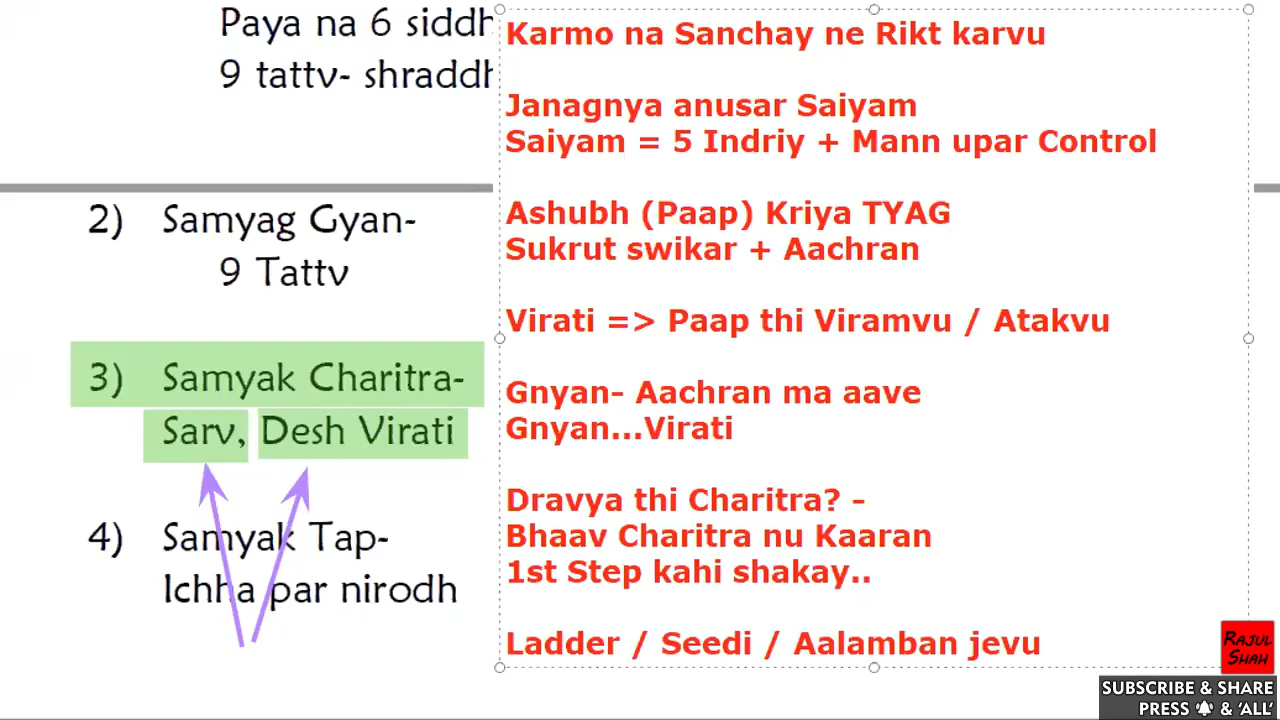 Paya na 6 siddh
9 tattv- shraddh
2) Samyag Gyan-
9 Tattv
3) Samyak Charitra-
Sarv, Desh Virati
4) Samyak Tap-
Ichha par nirodh
Karmo na Sanchay ne Rikt karvu
Janagnya anusar Saiyam
Saiyam = 5 Indriy + Mann upar Control
Ashubh (Paap) Kriya TYAG
Sukrut swikar + Aachran
Virati => Paap thi Viramvu / Atakvu
Gnyan- Aachran ma aave
Gnyan...Virati
Dravya thi Charitra? -
Bhaav Charitra nu Kaaran
1st Step kahi shakay..
Ladder / Seedi / Aalamban jevu
RAJUL
SHAH
SUBSCRIBE & SHARE
PRESS & ‘ALL’